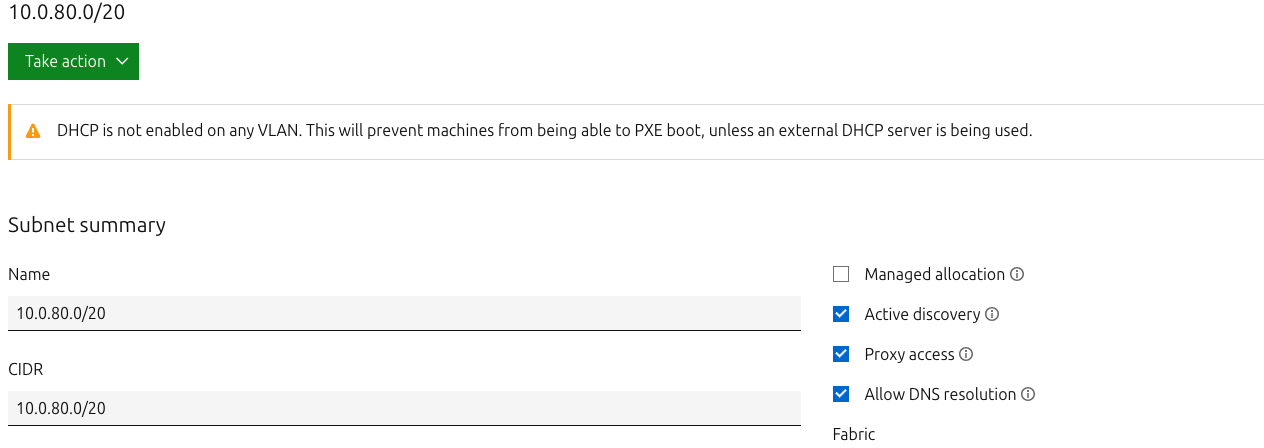 10.0.80.0/20
Take action
DHCP is not enabled on any VLAN. This will prevent machines from being able to PXE boot, unless an external DHCP server is being used.
Subnet summary
Name
10.0.80.0/20
CIDR
10.0.80.0/20
Managed allocation
Active discovery
Proxy access
Allow DNS resolution
Fabric